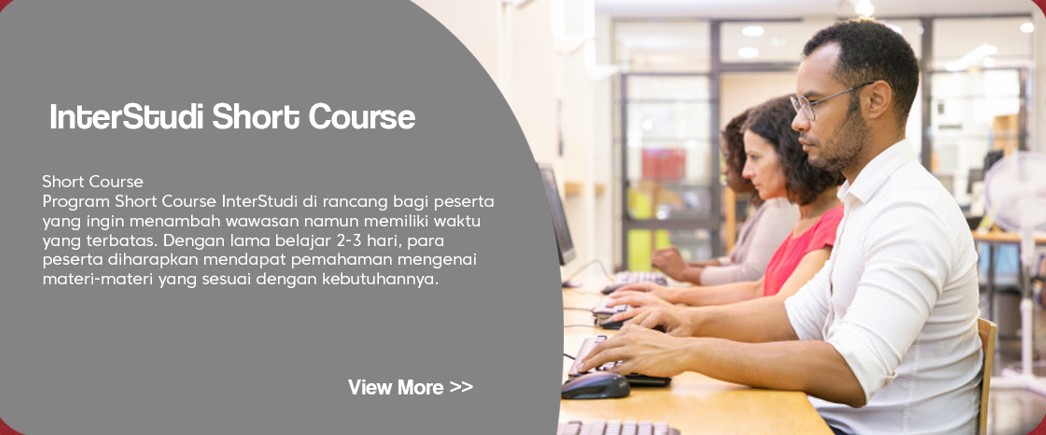 InterStudi Short Course
Short Course
Program Short Course InterStudi di rancang bagi peserta
yang ingin menambah wawasan namun memiliki waktu
yang terbatas. Dengan lama belajar 2-3 hari, para
peserta diharapkan mendapat pemahaman mengenai
materi-materi yang sesuai dengan kebutuhannya.
View More >>